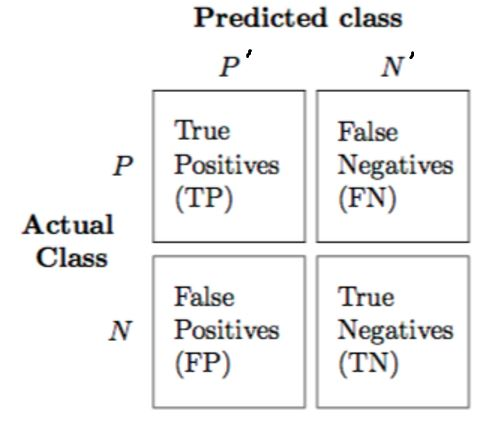 Predicted class
P′ N′
True
Positives
(TP)
False
Negatives
(FN)
P
Actual
Class
False
Positives
(FP)
True
Negatives
(TN)
N